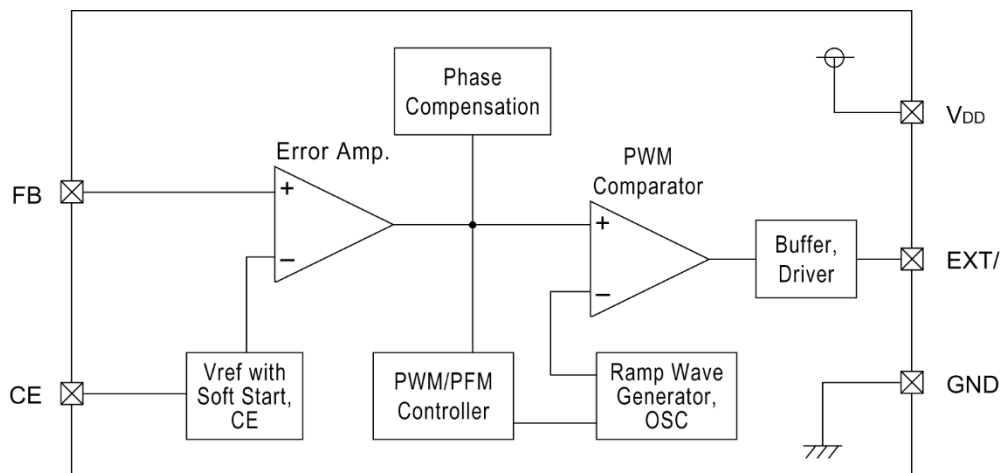 Phase
Compensation
Error Amp.
PWM
Comparator
VDD
FB
+
−
+
−
Buffer,
Driver
EXT/
CE
Vref with
Soft Start,
CE
PWM/PFM
Controller
Ramp Wave
Generator,
OSC
GND